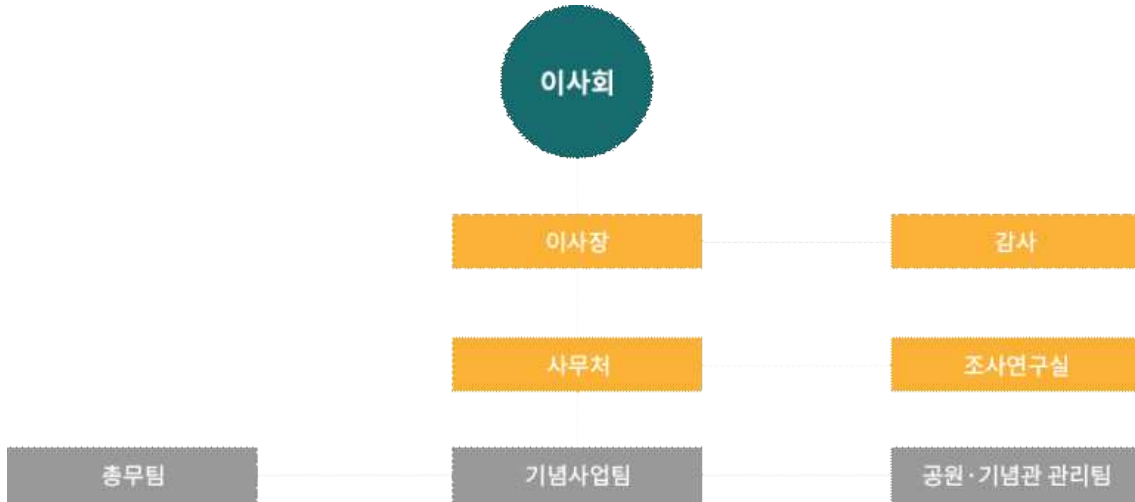 이사회
이사장
감사
사무처
조사연구실
총무팀
기념사업팀
공원·기념관 관리팀